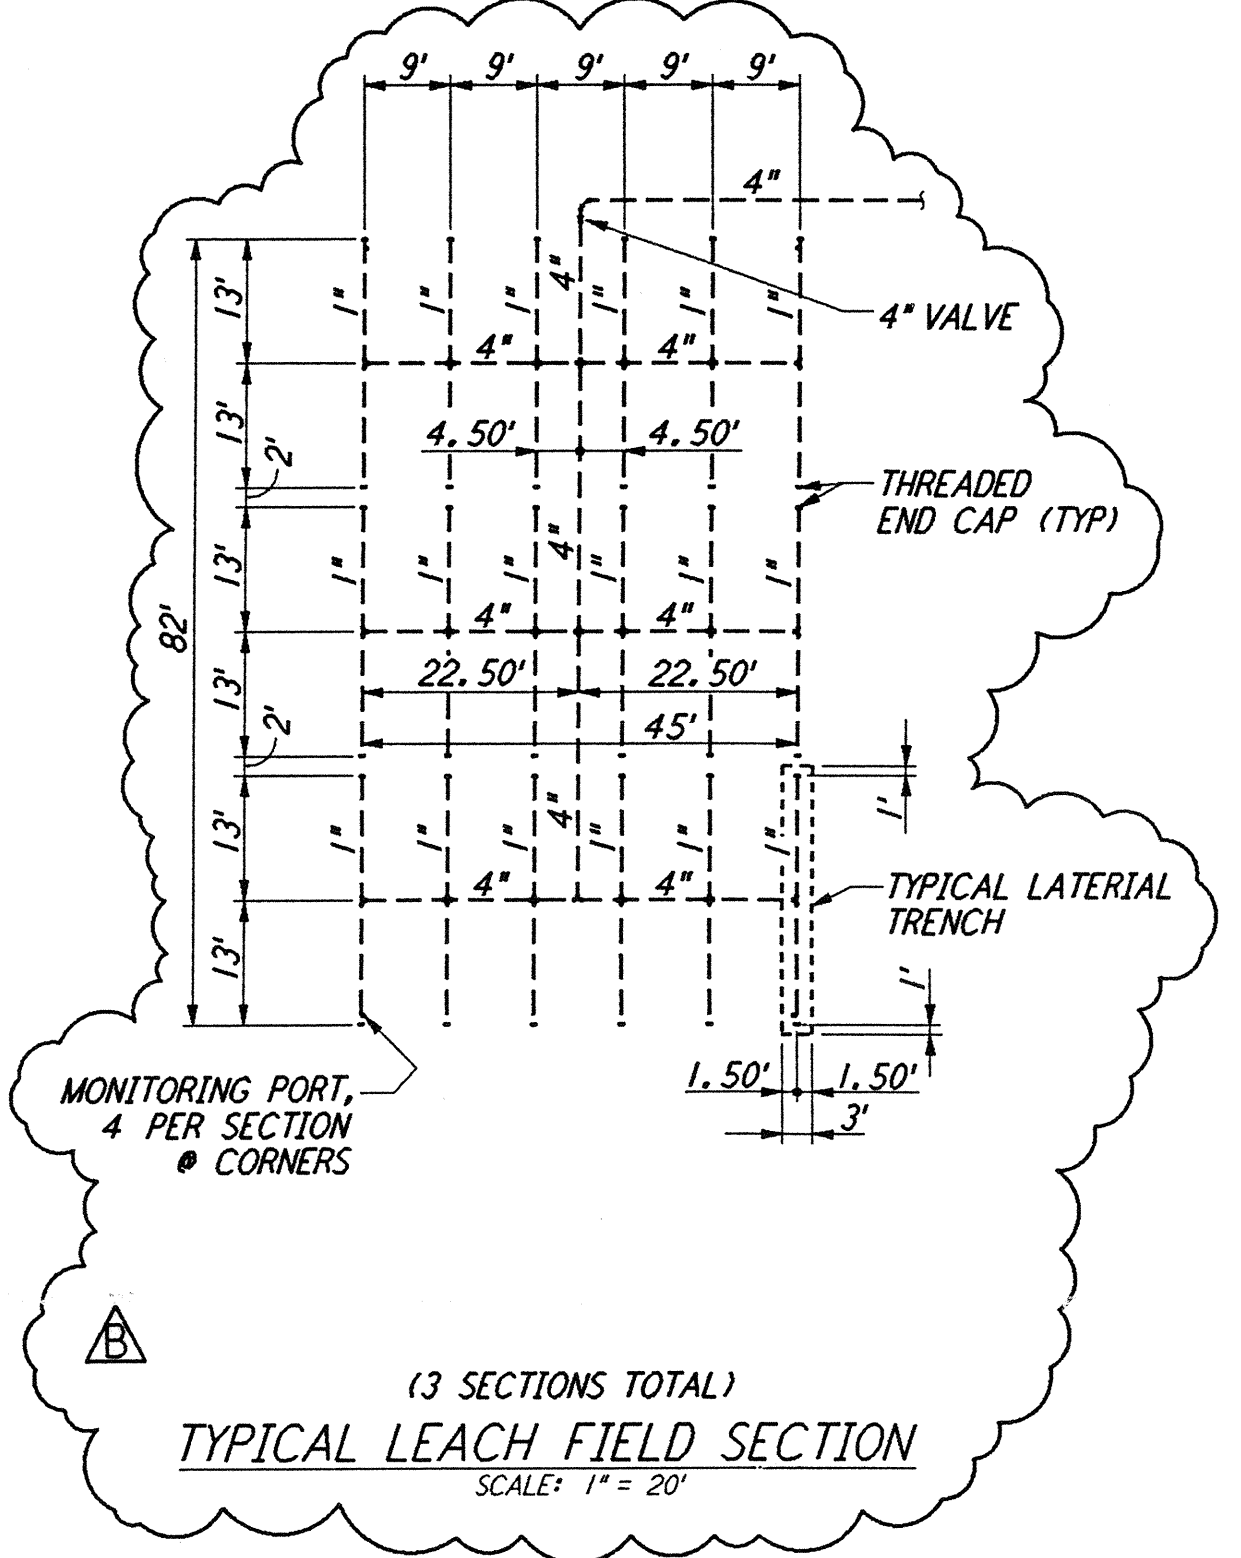 9' 9' 9' 9' 9'
4"
4"
13' 1" 1" 1" 1" 1" 1"
4" VALVE
4" 4"
13'
4.50' 4.50'
2'
THREADED
END CAP (TYP)
4"
13' 1" 1" 1" 1" 1" 1"
82'
4" 4"
13'
22.50' 22.50'
2'
45'
4"
1'
13' 1" 1" 1" 1" 1" 1"
4" 4"
TYPICAL LATERIAL
TRENCH
13'
1'
MONITORING PORT,
4 PER SECTION
@ CORNERS
1.50' 1.50'
3'
B
(3 SECTIONS TOTAL)
TYPICAL LEACH FIELD SECTION
SCALE: 1" = 20'